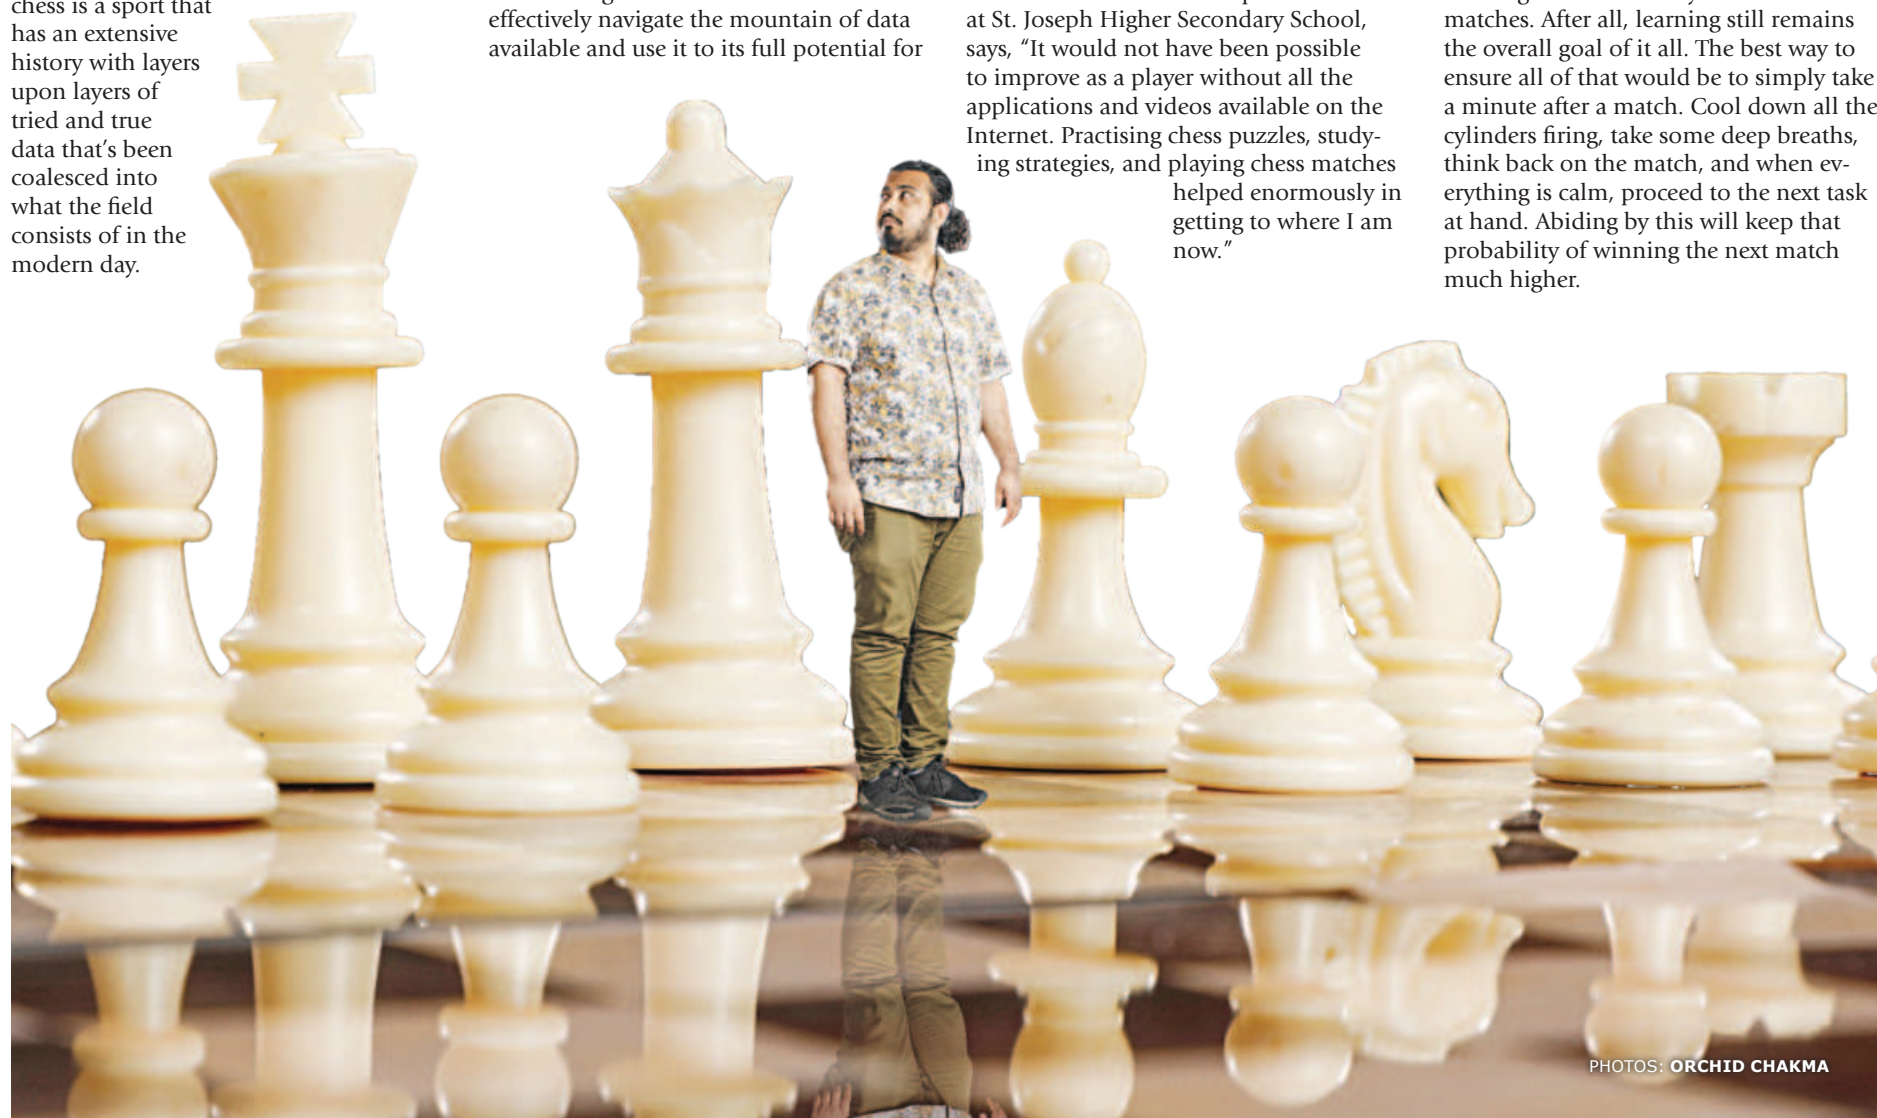 chess is a sport that
has an extensive
history with layers
upon layers of
tried and true
data that's been
coalesced into
what the field
consists of in the
modern day.
effectively navigate the mountain of data
available and use it to its full potential for
at St. Joseph Higher Secondary School,
says, “It would not have been possible
to improve as a player without all the
applications and videos available on the
Internet. Practising chess puzzles, study-
ing strategies, and playing chess matches
helped enormously in
getting to where I am
now.”
matches. After all, learning still remains
the overall goal of it all. The best way to
ensure all of that would be to simply take
a minute after a match. Cool down all the
cylinders firing, take some deep breaths,
think back on the match, and when ev-
erything is calm, proceed to the next task
at hand. Abiding by this will keep that
probability of winning the next match
much higher.
PHOTOS: ORCHID CHAKMA